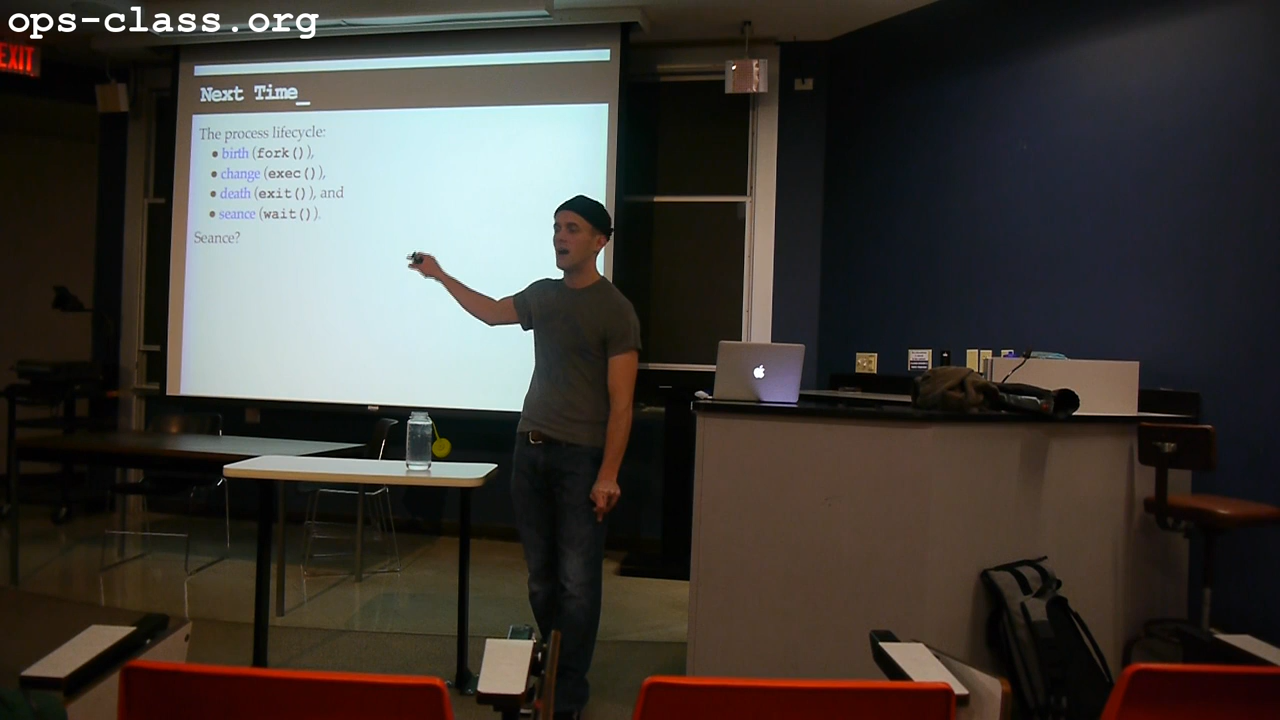 ops-class.org
EXIT
Next Time_
The process lifecycle:
• birth (fork()),
• change (exec()),
• death (exit()), and
• seance (wait()).
Seance?